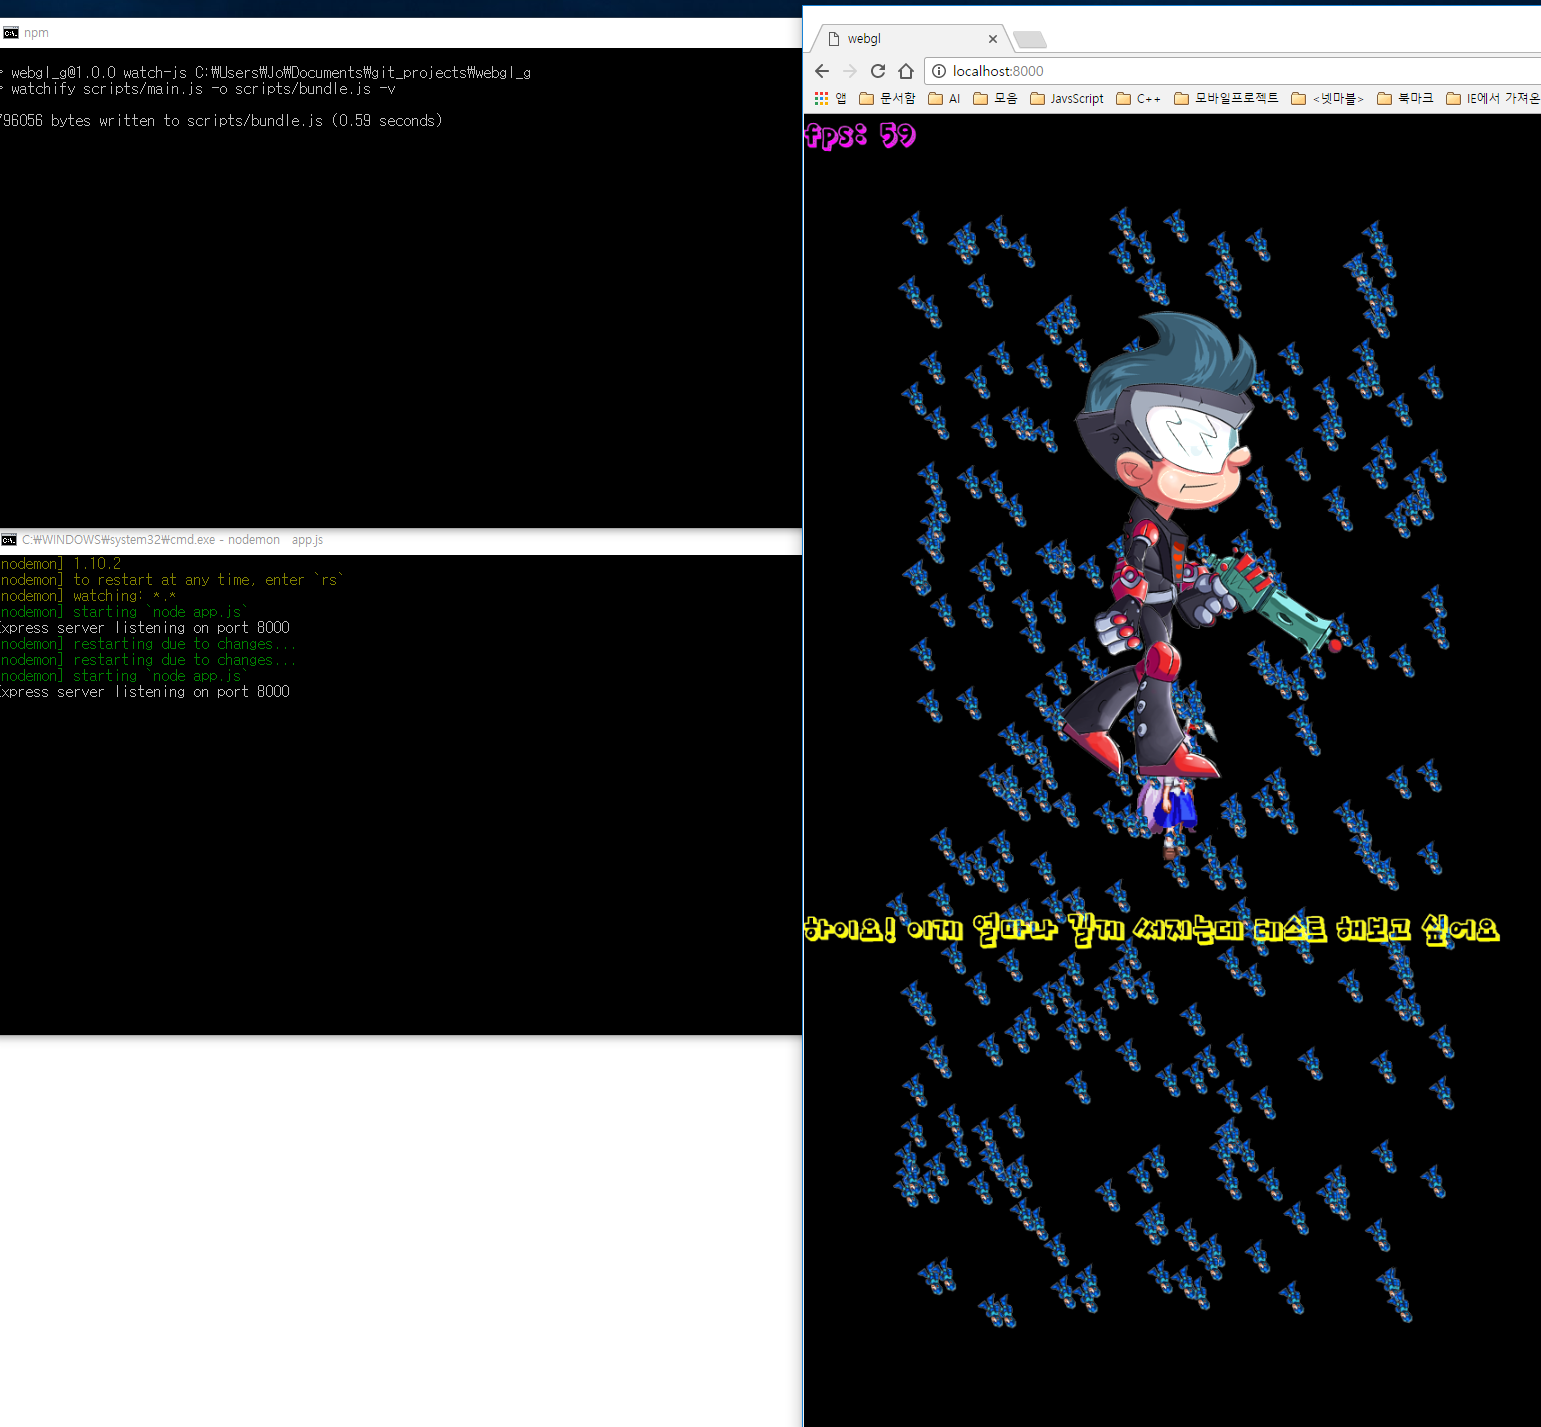 npm
> webgl_g@1.0.0 watch-js C:₩Users₩Jo₩Documents₩git_projects₩webgl_g
> watchify scripts/main.js -o scripts/bundle.js -v
796056 bytes written to scripts/bundle.js (0.59 seconds)
C:₩WINDOWS₩system32₩cmd.exe - nodemon app.js
nodemon] 1.10.2
nodemon] to restart at any time, enter `rs`
nodemon] watching: *.*
nodemon] starting `node app.js`
Express server listening on port 8000
nodemon] restarting due to changes...
nodemon] restarting due to changes...
nodemon] starting `node app.js`
Express server listening on port 8000
webgl
localhost:8000
앱 문서함 AI 모음 JavsScript C++ 모바일프로젝트 <넷마블> 북마크 IE에서 가져온
fps: 59
하이요! 이게 얼마나 길게 써지는데 테스트 해보고 싶어요